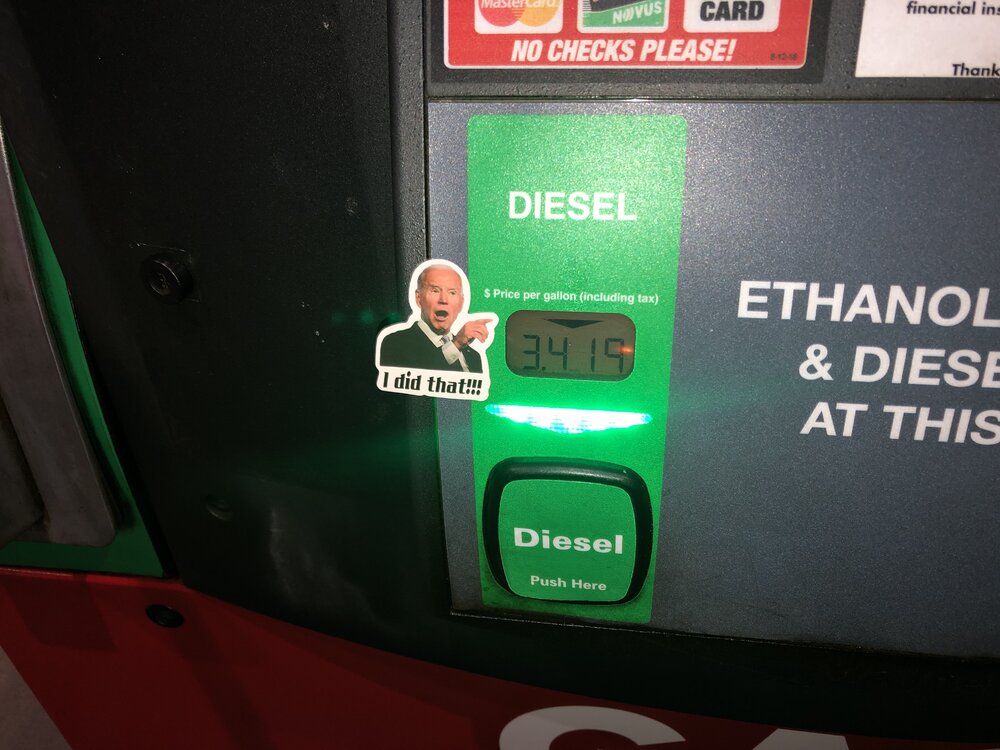 MasterCard
NOVUS
CARD
NO CHECKS PLEASE!
financial ins
Thank
DIESEL
$ Price per gallon (including tax)
3.419
I did that!!!
ETHANOL
& DIESE
AT THIS
Diesel
Push Here